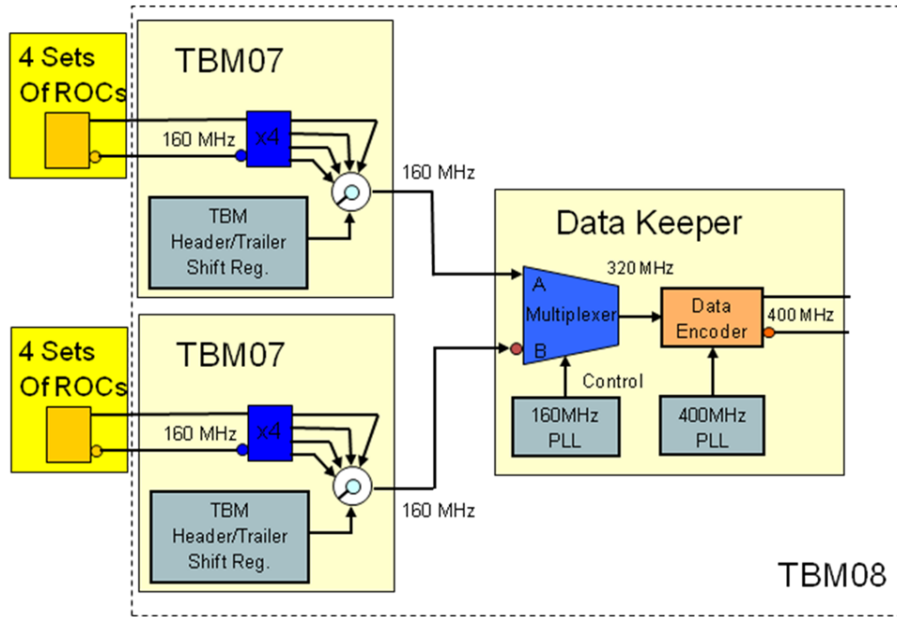 4 Sets
Of ROCs
TBM07
160 MHz
x4
TBM
Header/Trailer
Shift Reg.
160 MHz
4 Sets
Of ROCs
TBM07
160 MHz
x4
TBM
Header/Trailer
Shift Reg.
160 MHz
Data Keeper
320 MHz
A
Multiplexer
B
Data
Encoder
400 MHz
Control
160MHz
PLL
400MHz
PLL
TBM08